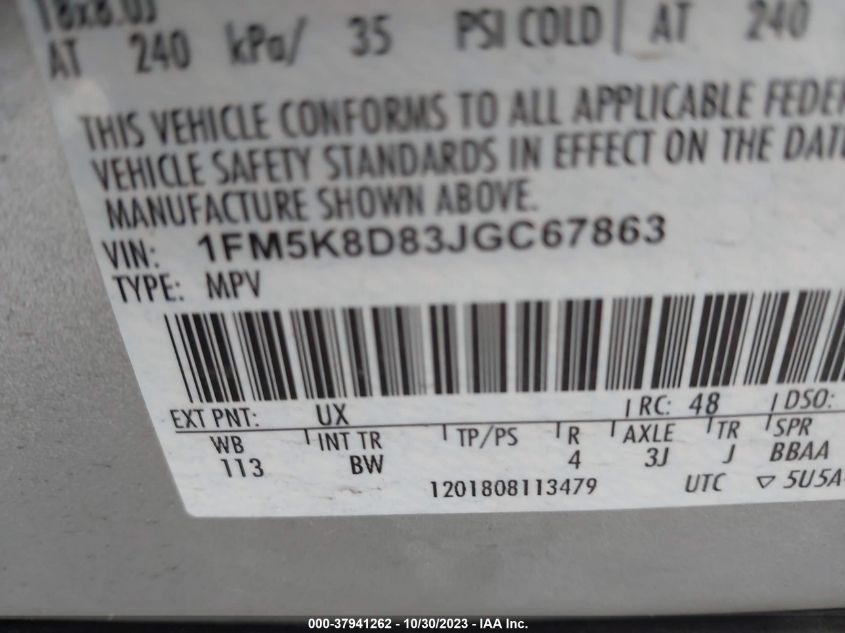 18x8.0J
AT 240 kPa/ 35 PSI COLD AT 240
THIS VEHICLE CONFORMS TO ALL APPLICABLE FEDER
VEHICLE SAFETY STANDARDS IN EFFECT ON THE DATE
MANUFACTURE SHOWN ABOVE.
VIN: 1FM5K8D83JGC67863
TYPE: MPV
EXT PNT: UX RC: 48 DSO:
WB INT TR TP/PS R AXLE TR SPR
113 BW 4 3J J BBAA
1201808113479 UTC ▽ 5U5A-
000-37941262 - 10/30/2023 - IAA Inc.